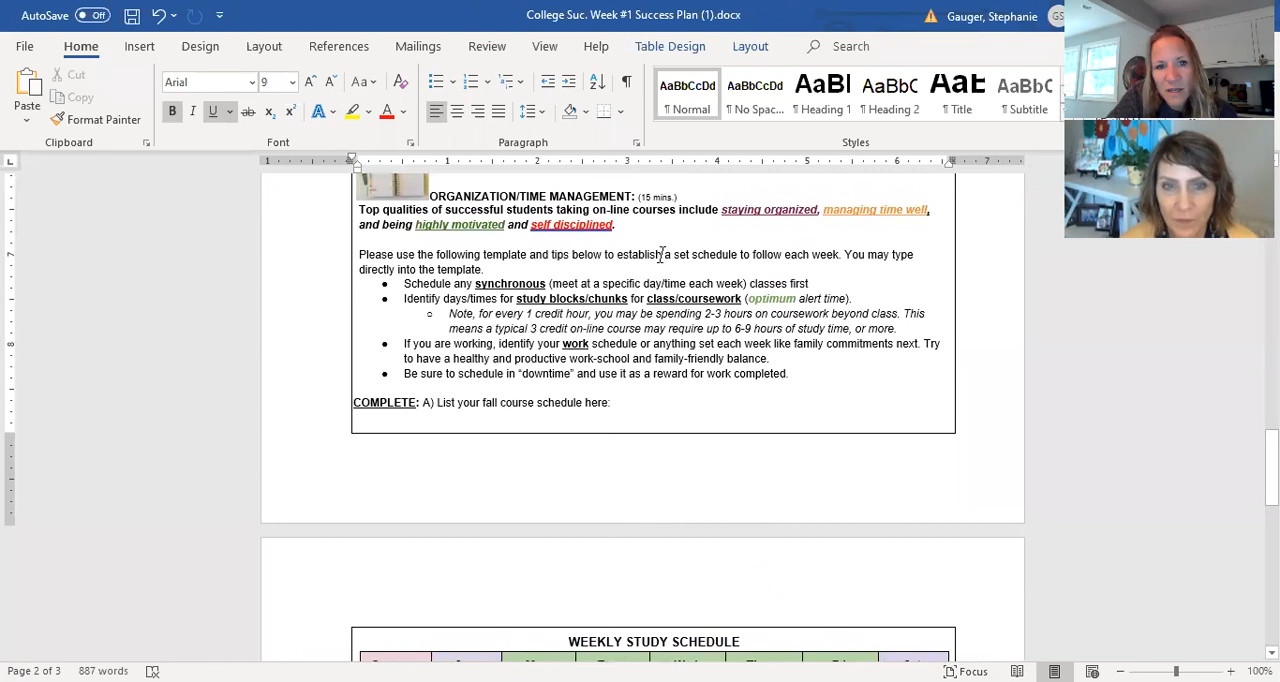 AutoSave Off
College Suc. Week #1 Success Plan (1).docx
Gauger, Stephanie
GS
File Home Insert Design Layout References Mailings Review View Help Table Design Layout Search
Paste
Cut
Copy
Format Painter
Arial 9
AaBbCcDd AaBbCcDd AaBl AaBbC AaB AaBbCcD
¶ Normal ¶ No Spac... Heading 1 Heading 2 Title Subtitle
Clipboard Font Paragraph Styles
1 1 2 3 4 5 6 7
ORGANIZATION/TIME MANAGEMENT: (15 mins.)
Top qualities of successful students taking on-line courses include staying organized, managing time well,
and being highly motivated and self disciplined.
Please use the following template and tips below to establish a set schedule to follow each week. You may type
directly into the template.
● Schedule any synchronous (meet at a specific day/time each week) classes first
● Identify days/times for study blocks/chunks for class/coursework (optimum alert time).
○ Note, for every 1 credit hour, you may be spending 2-3 hours on coursework beyond class. This
means a typical 3 credit on-line course may require up to 6-9 hours of study time, or more.
● If you are working, identify your work schedule or anything set each week like family commitments next. Try
to have a healthy and productive work-school and family-friendly balance.
● Be sure to schedule in “downtime” and use it as a reward for work completed.
COMPLETE: A) List your fall course schedule here:
WEEKLY STUDY SCHEDULE
Page 2 of 3 887 words
Focus
100%